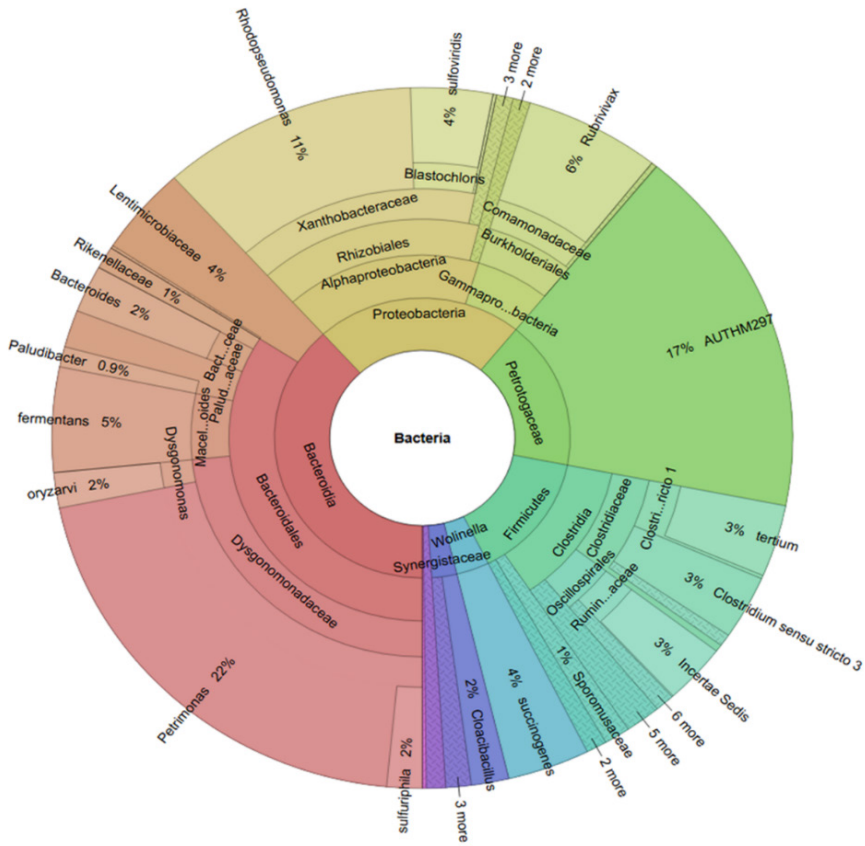 Bacteria
Proteobacteria
Alphaproteobacteria
Rhizobiales
Xanthobacteraceae
Rhodopseudomonas 11%
Blastochloris
4% sulfoviridis
3 more
2 more
Gammapro...bacteria
Burkholderiales
Comamonadaceae
6% Rubrivivax
Petrotogaceae
17% AUTHM297
Firmicutes
Clostridia
Clostridiaceae
Clostri...ricto 1
3% tertium
3% Clostridium sensu stricto 3
Oscillospirales
Rumin...aceae
3% Incertae Sedis
6 more
5 more
1% Sporomusaceae
2 more
Wolinella
4% succinogenes
Synergistaceae
2% Cloacibacillus
3 more
Bacteroidia
Bacteroidales
Dysgonomonadaceae
sulfuriphila 2%
Petrimonas 22%
Dysgonomonas
oryzarvi 2%
fermentans 5%
Macel...oides
Palud...aceae
Paludibacter 0.9%
Bact...ceae
Bacteroides 2%
Rikenellaceae 1%
Lentimicrobiaceae 4%